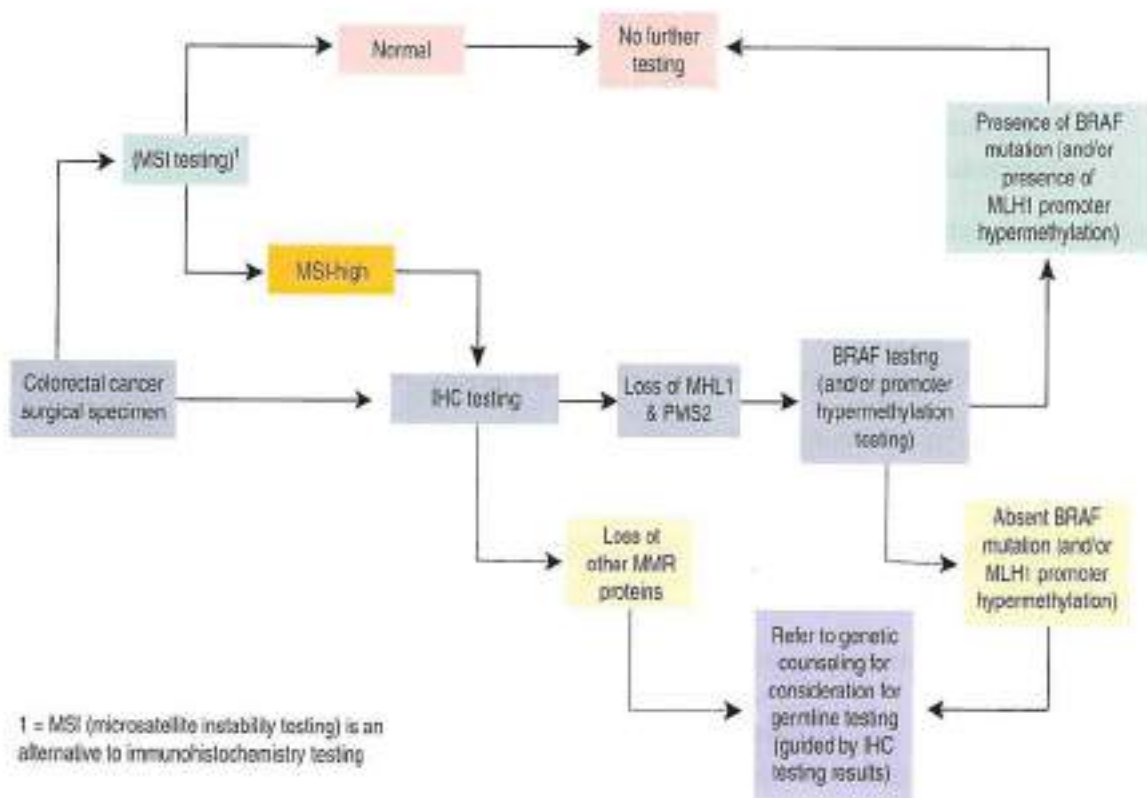 Normal
No further
testing
(MSI testing)1
MSI-high
Presence of BRAF
mutation (and/or
presence of
MLH1 promoter
hypermethylation)
Colorectal cancer
surgical specimen
IHC testing
Loss of MHL1
& PMS2
BRAF testing
(and/or promoter
hypermethylation
testing)
Loss of
other MMR
proteins
Absent BRAF
mutation (and/or
MLH1 promoter
hypermethylation)
Refer to genetic
counseling for
consideration for
germline testing
(guided by IHC
testing results)
1 = MSI (microsatellite instability testing) is an
alternative to immunohistochemistry testing